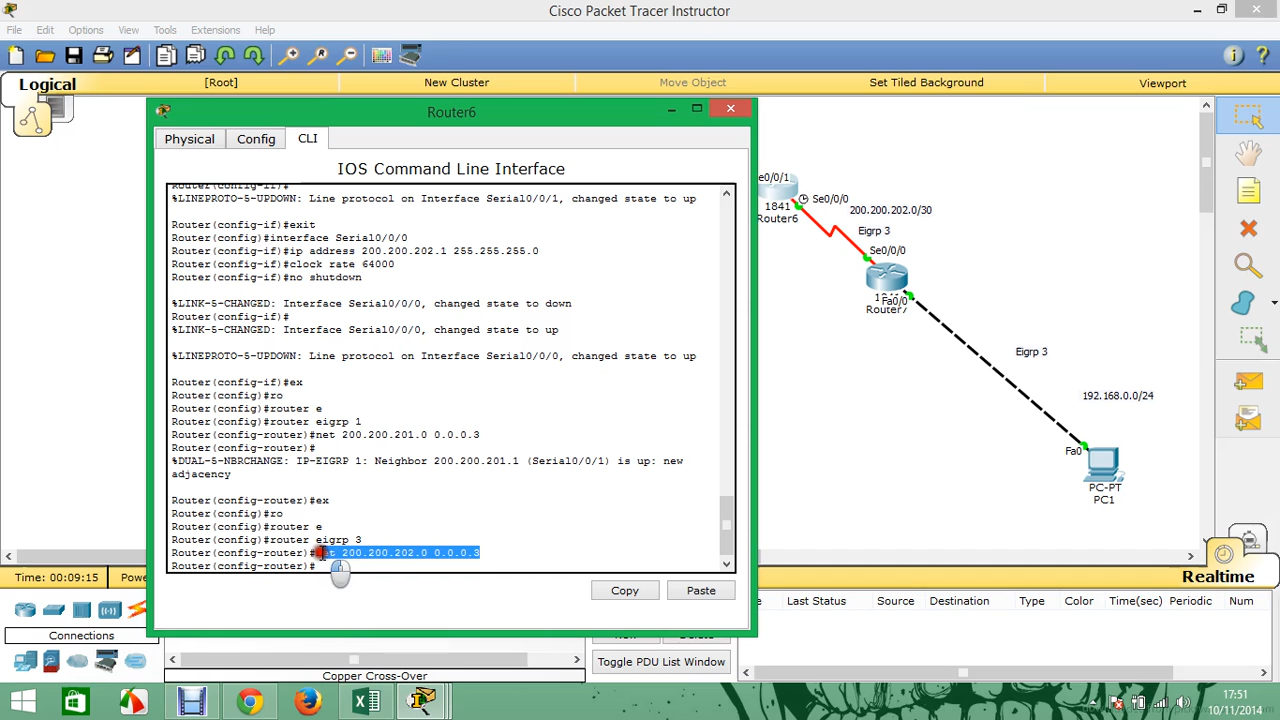 Cisco Packet Tracer Instructor
File Edit Options View Tools Extensions Help
Logical
[Root]
New Cluster
Move Object
Set Tiled Background
Viewport
Router6
Physical
Config
CLI
IOS Command Line Interface
Router(config-if)#
%LINEPROTO-5-UPDOWN: Line protocol on Interface Serial0/0/1, changed state to up
Router(config-if)#exit
Router(config)#interface Serial0/0/0
Router(config-if)#ip address 200.200.202.1 255.255.255.0
Router(config-if)#clock rate 64000
Router(config-if)#no shutdown
%LINK-5-CHANGED: Interface Serial0/0/0, changed state to down
Router(config-if)#
%LINK-5-CHANGED: Interface Serial0/0/0, changed state to up
%LINEPROTO-5-UPDOWN: Line protocol on Interface Serial0/0/0, changed state to up
Router(config-if)#ex
Router(config)#ro
Router(config)#router e
Router(config)#router eigrp 1
Router(config-router)#net 200.200.201.0 0.0.0.3
Router(config-router)#
%DUAL-5-NBRCHANGE: IP-EIGRP 1: Neighbor 200.200.201.1 (Serial0/0/1) is up: new
adjacency
Router(config-router)#ex
Router(config)#ro
Router(config)#router e
Router(config)#router eigrp 3
Router(config-router)#net 200.200.202.0 0.0.0.3
Router(config-router)#
Copy
Paste
e0/0/1
1841
Router6
Se0/0/0
200.200.202.0/30
Eigrp 3
Se0/0/0
Fa0/0
Router7
Eigrp 3
192.168.0.0/24
Fa0
PC-PT
PC1
Time: 00:09:15
Powe
Realtime
Connections
Copper Cross-Over
Toggle PDU List Window
Last Status Source Destination Type Color Time(sec) Periodic Num
17:51
10/11/2014